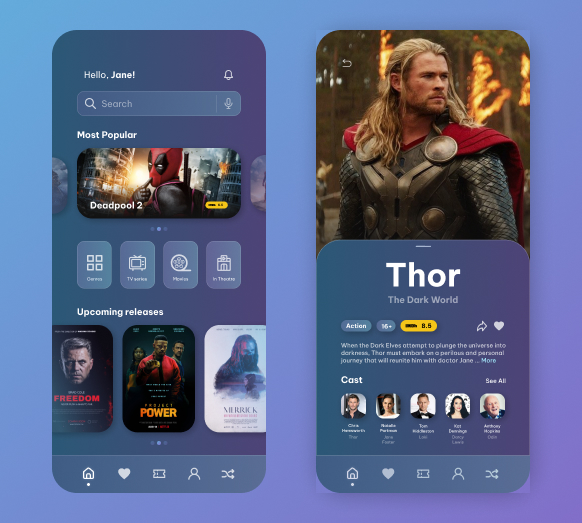 Hello, Jane!
Search
Most Popular
Deadpool 2
Genres
TV series
Movies
In Theatre
Upcoming releases
FREEDOM
PROJECT
POWER
MERRICK
Thor
The Dark World
Action
16+
8.5
When the Dark Elves attempt to plunge the universe into
darkness, Thor must embark on a perilous and personal
journey that will reunite him with doctor Jane ... More
Cast
See All
Chris
Hemsworth
Thor
Natalie
Portman
Jane
Foster
Tom
Hiddleston
Loki
Kat
Dennings
Darcy
Lewis
Anthony
Hopkins
Odin